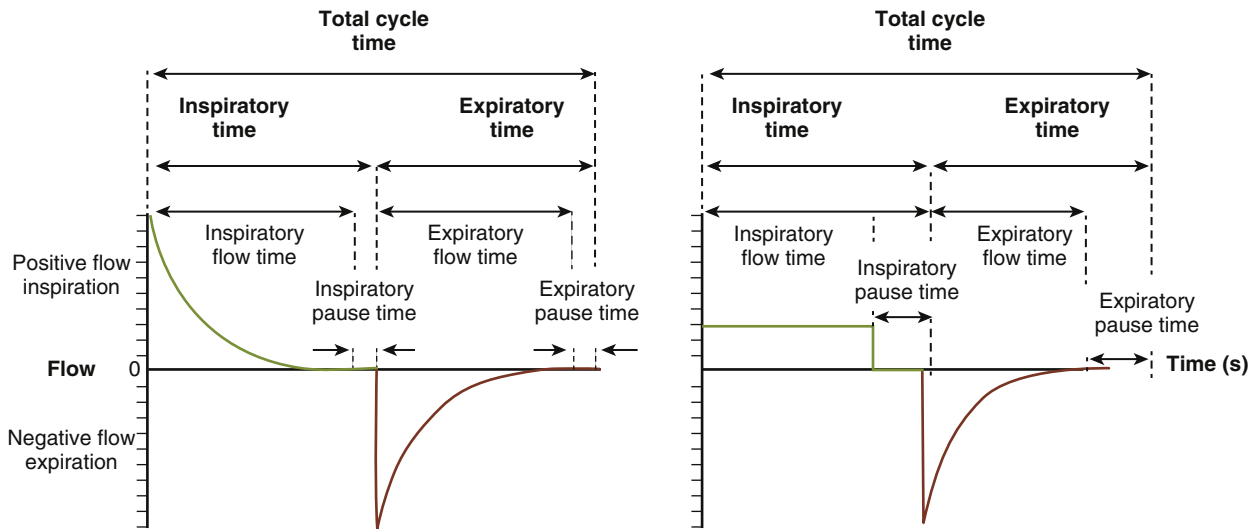 Total cycle
time
Inspiratory
time
Expiratory
time
Inspiratory
flow time
Expiratory
flow time
Positive flow
inspiration
Inspiratory
pause time
Expiratory
pause time
Flow
0
Negative flow
expiration
Total cycle
time
Inspiratory
time
Expiratory
time
Inspiratory
flow time
Expiratory
flow time
Inspiratory
pause time
Expiratory
pause time
Time (s)